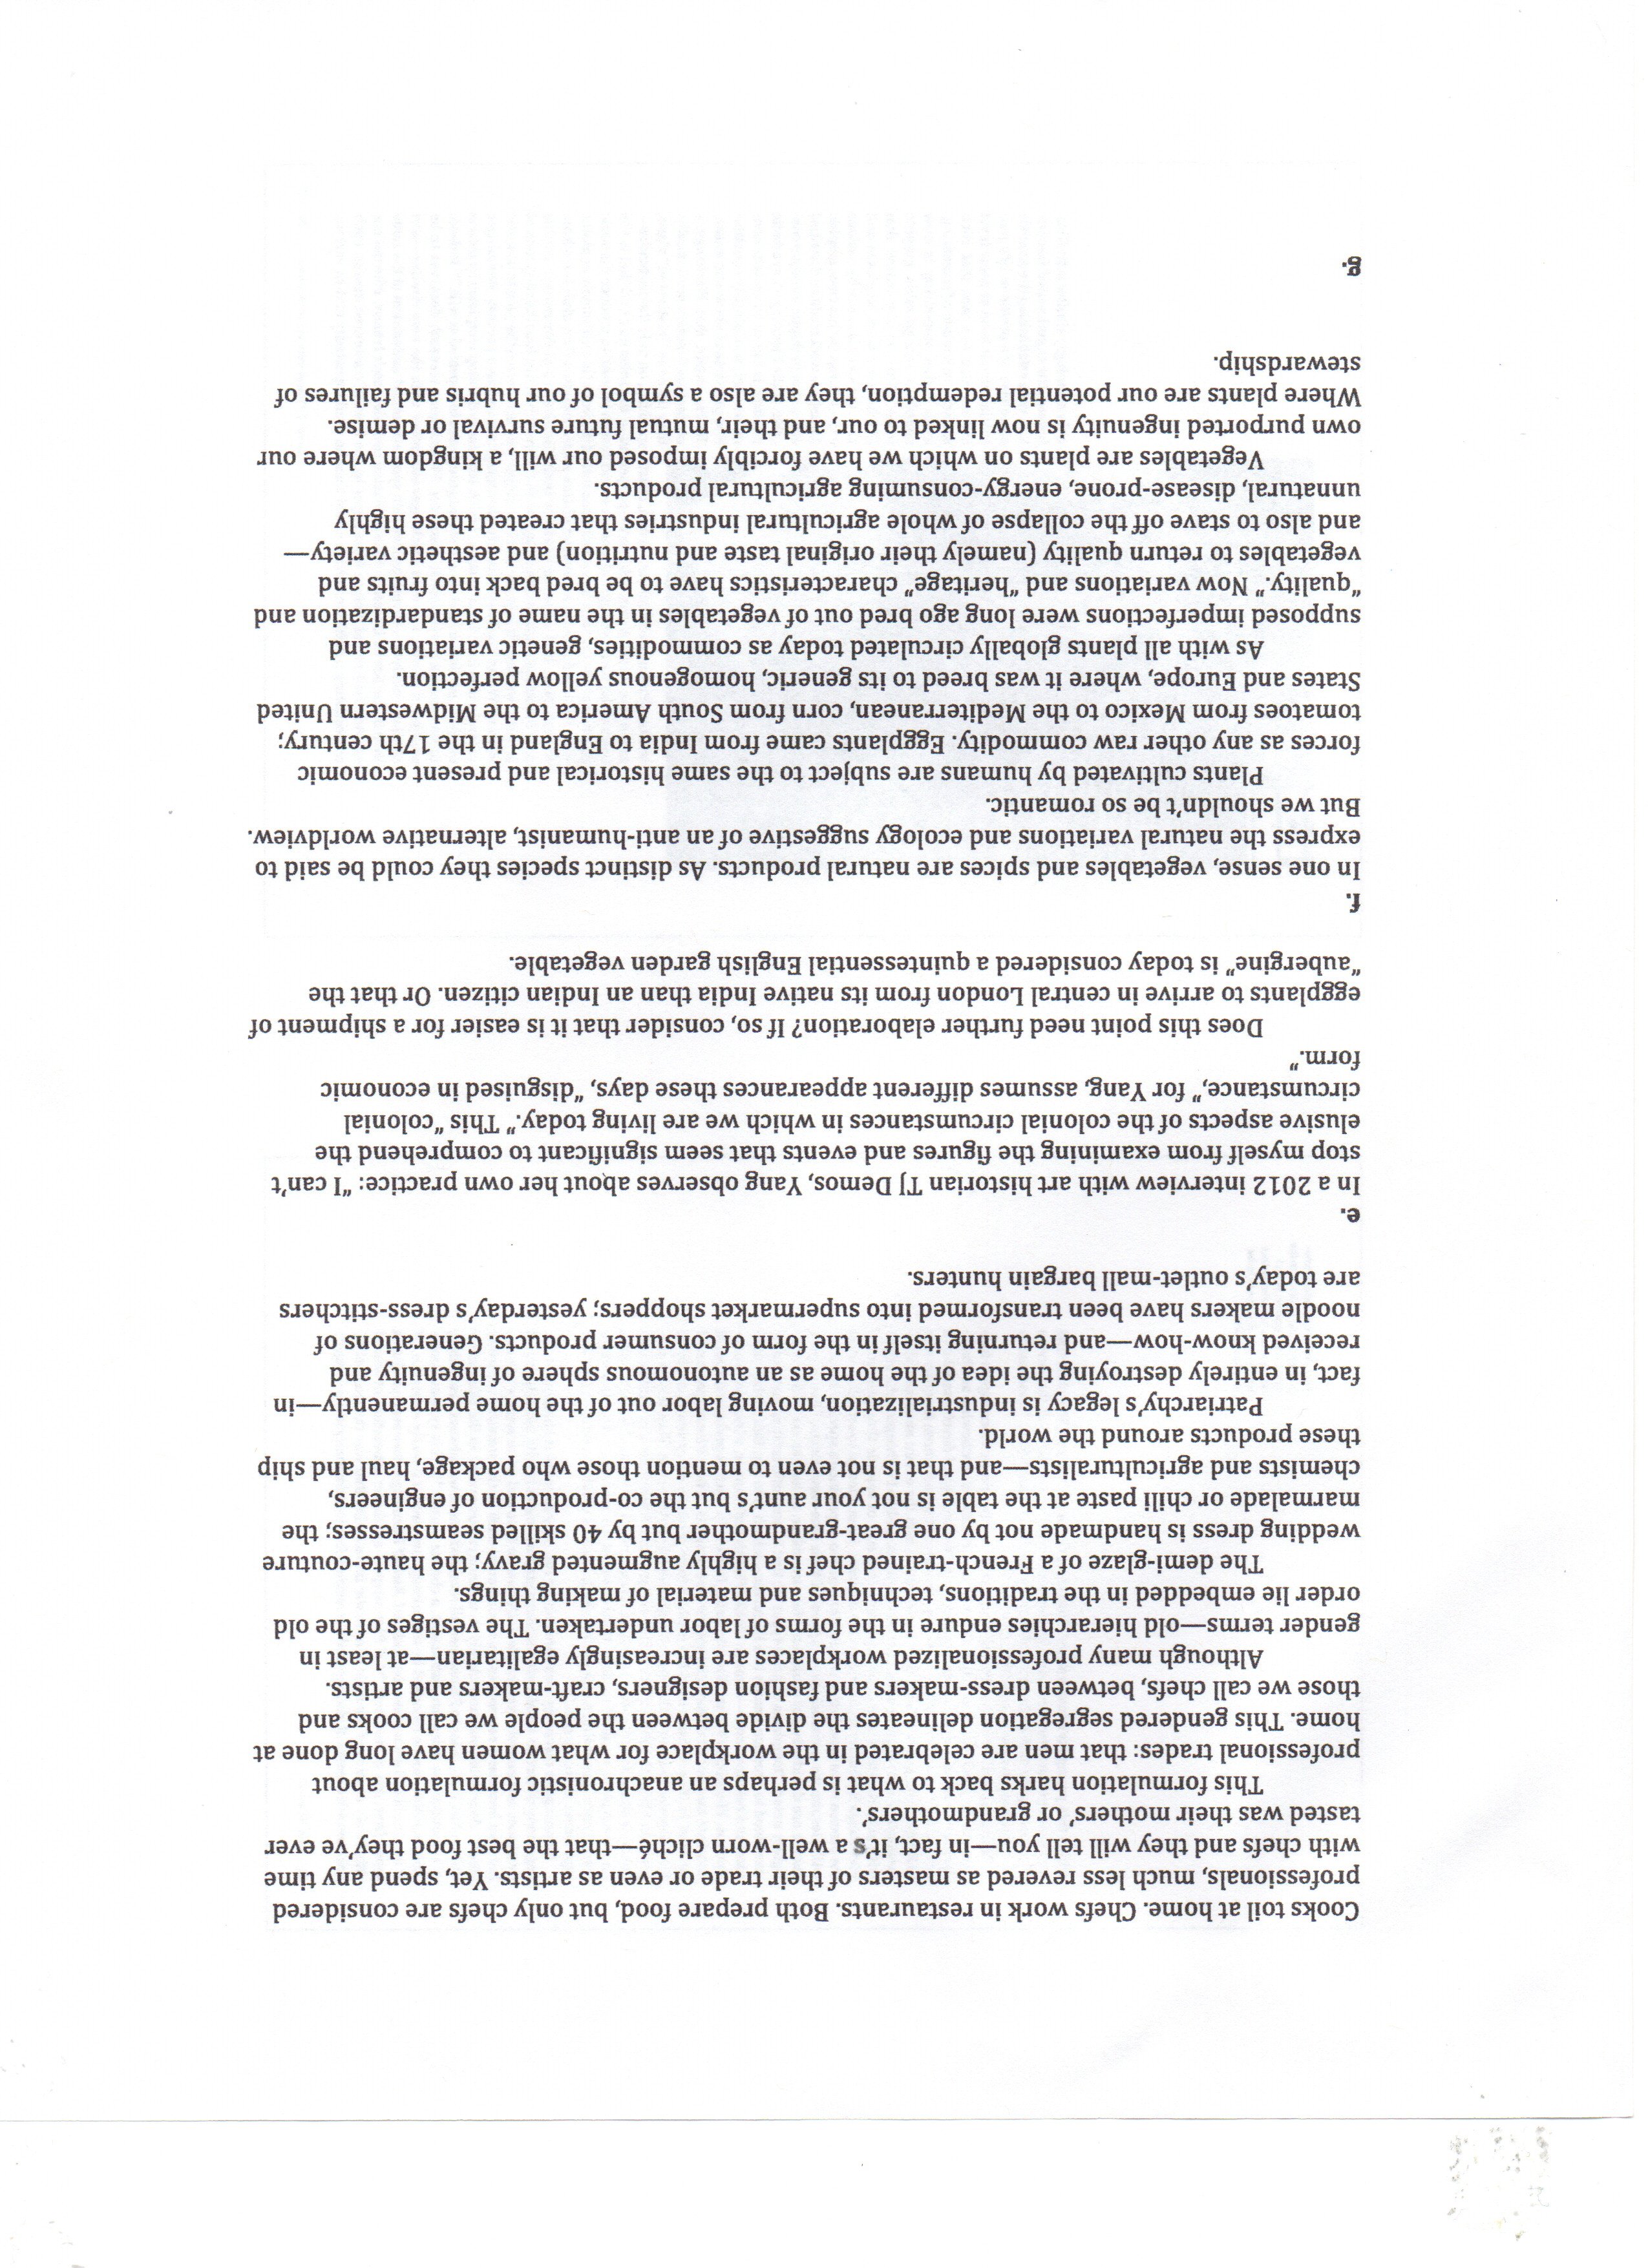 Cooks toil at home. Chefs work in restaurants. Both prepare food, but only chefs are considered
professionals, much less revered as masters of their trade or even as artists. Yet, spend any time
with chefs and they will tell you—in fact, it's a well-worn cliché—that the best food they've ever
tasted was their mothers' or grandmothers'.
This formulation harks back to what is perhaps an anachronistic formulation about
professional trades: that men are celebrated in the workplace for what women have long done at
home. This gendered segregation delineates the divide between the people we call cooks and
those we call chefs, between dress-makers and fashion designers, craft-makers and artists.
Although many professionalized workplaces are increasingly egalitarian—at least in
gender terms—old hierarchies endure in the forms of labor undertaken. The vestiges of the old
order lie embedded in the traditions, techniques and material of making things.
The demi-glaze of a French-trained chef is a highly augmented gravy; the haute-couture
wedding dress is handmade not by one great-grandmother but by 40 skilled seamstresses; the
marmalade or chili paste at the table is not your aunt's but the co-production of engineers,
chemists and agriculturalists—and that is not even to mention those who package, haul and ship
these products around the world.
Patriarchy's legacy is industrialization, moving labor out of the home permanently—in
fact, in entirely destroying the idea of the home as an autonomous sphere of ingenuity and
received know-how—and returning itself in the form of consumer products. Generations of
noodle makers have been transformed into supermarket shoppers; yesterday's dress-stitchers
are today's outlet-mall bargain hunters.
e.
In a 2012 interview with art historian TJ Demos, Yang observes about her own practice: "I can't
stop myself from examining the figures and events that seem significant to comprehend the
elusive aspects of the colonial circumstances in which we are living today." This "colonial
circumstance," for Yang, assumes different appearances these days, "disguised in economic
form."
Does this point need further elaboration? If so, consider that it is easier for a shipment of
eggplants to arrive in central London from its native India than an Indian citizen. Or that the
"aubergine" is today considered a quintessential English garden vegetable.
f.
In one sense, vegetables and spices are natural products. As distinct species they could be said to
express the natural variations and ecology suggestive of an anti-humanist, alternative worldview.
But we shouldn't be so romantic.
Plants cultivated by humans are subject to the same historical and present economic
forces as any other raw commodity. Eggplants came from India to England in the 17th century;
tomatoes from Mexico to the Mediterranean, corn from South America to the Midwestern United
States and Europe, where it was breed to its generic, homogenous yellow perfection.
As with all plants globally circulated today as commodities, genetic variations and
supposed imperfections were long ago bred out of vegetables in the name of standardization and
"quality." Now variations and "heritage" characteristics have to be bred back into fruits and
vegetables to return quality (namely their original taste and nutrition) and aesthetic variety—
and also to stave off the collapse of whole agricultural industries that created these highly
unnatural, disease-prone, energy-consuming agricultural products.
Vegetables are plants on which we have forcibly imposed our will, a kingdom where our
own purported ingenuity is now linked to our, and their, mutual future survival or demise.
Where plants are our potential redemption, they are also a symbol of our hubris and failures of
stewardship.
g.